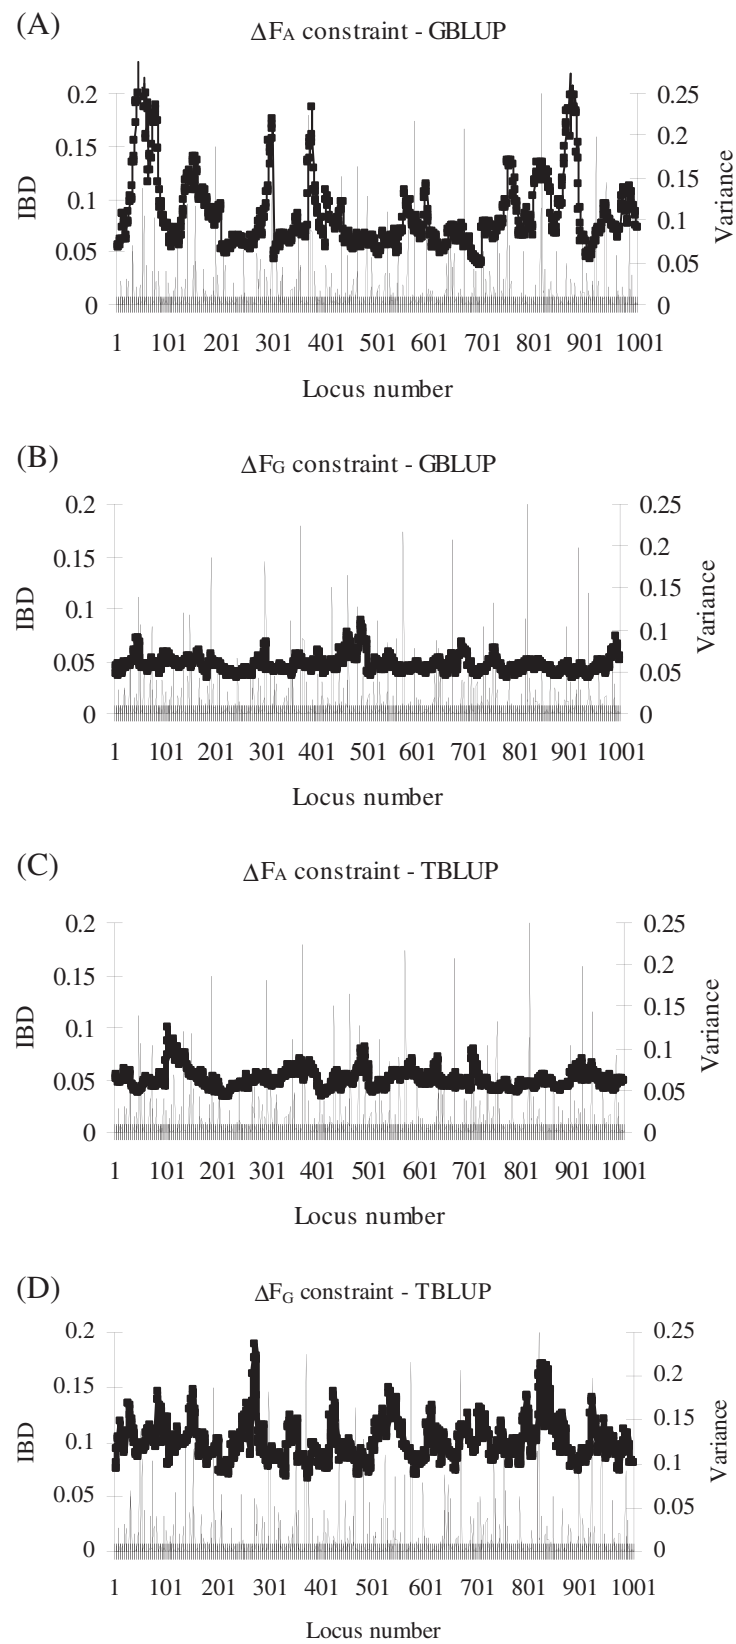 (A)
ΔFA constraint - GBLUP
0.2 0.25
0.15 0.2
0.1 0.15
0.05 0.1
0 0.05
0
IBD
Variance
1 101 201 301 401 501 601 701 801 901 1001
Locus number
(B)
ΔFG constraint - GBLUP
0.2 0.25
0.15 0.2
0.1 0.15
0.05 0.1
0 0.05
0
IBD
Variance
1 101 201 301 401 501 601 701 801 901 1001
Locus number
(C)
ΔFA constraint - TBLUP
0.2 0.25
0.15 0.2
0.1 0.15
0.05 0.1
0 0.05
0
IBD
Variance
1 101 201 301 401 501 601 701 801 901 1001
Locus number
(D)
ΔFG constraint - TBLUP
0.2 0.25
0.15 0.2
0.1 0.15
0.05 0.1
0 0.05
0
IBD
Variance
1 101 201 301 401 501 601 701 801 901 1001
Locus number